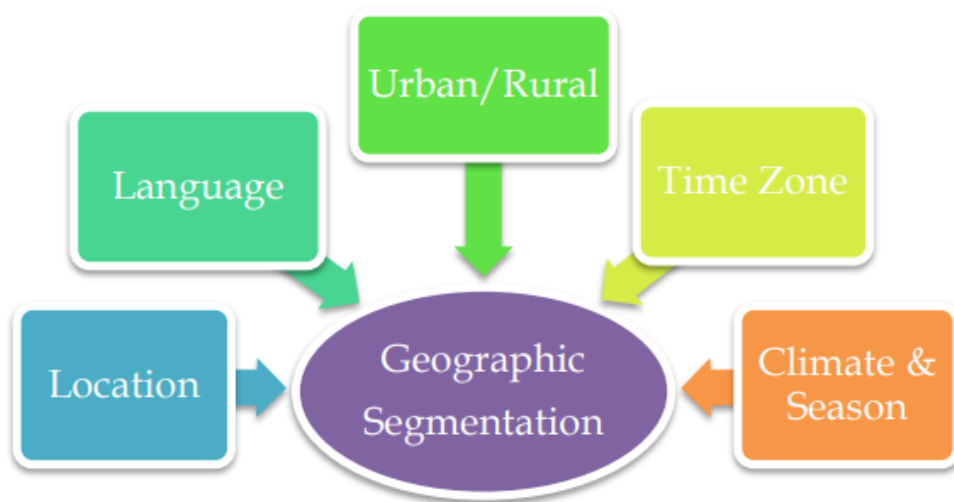 Urban/Rural
Language
Time Zone
Location
Geographic
Segmentation
Climate &
Season